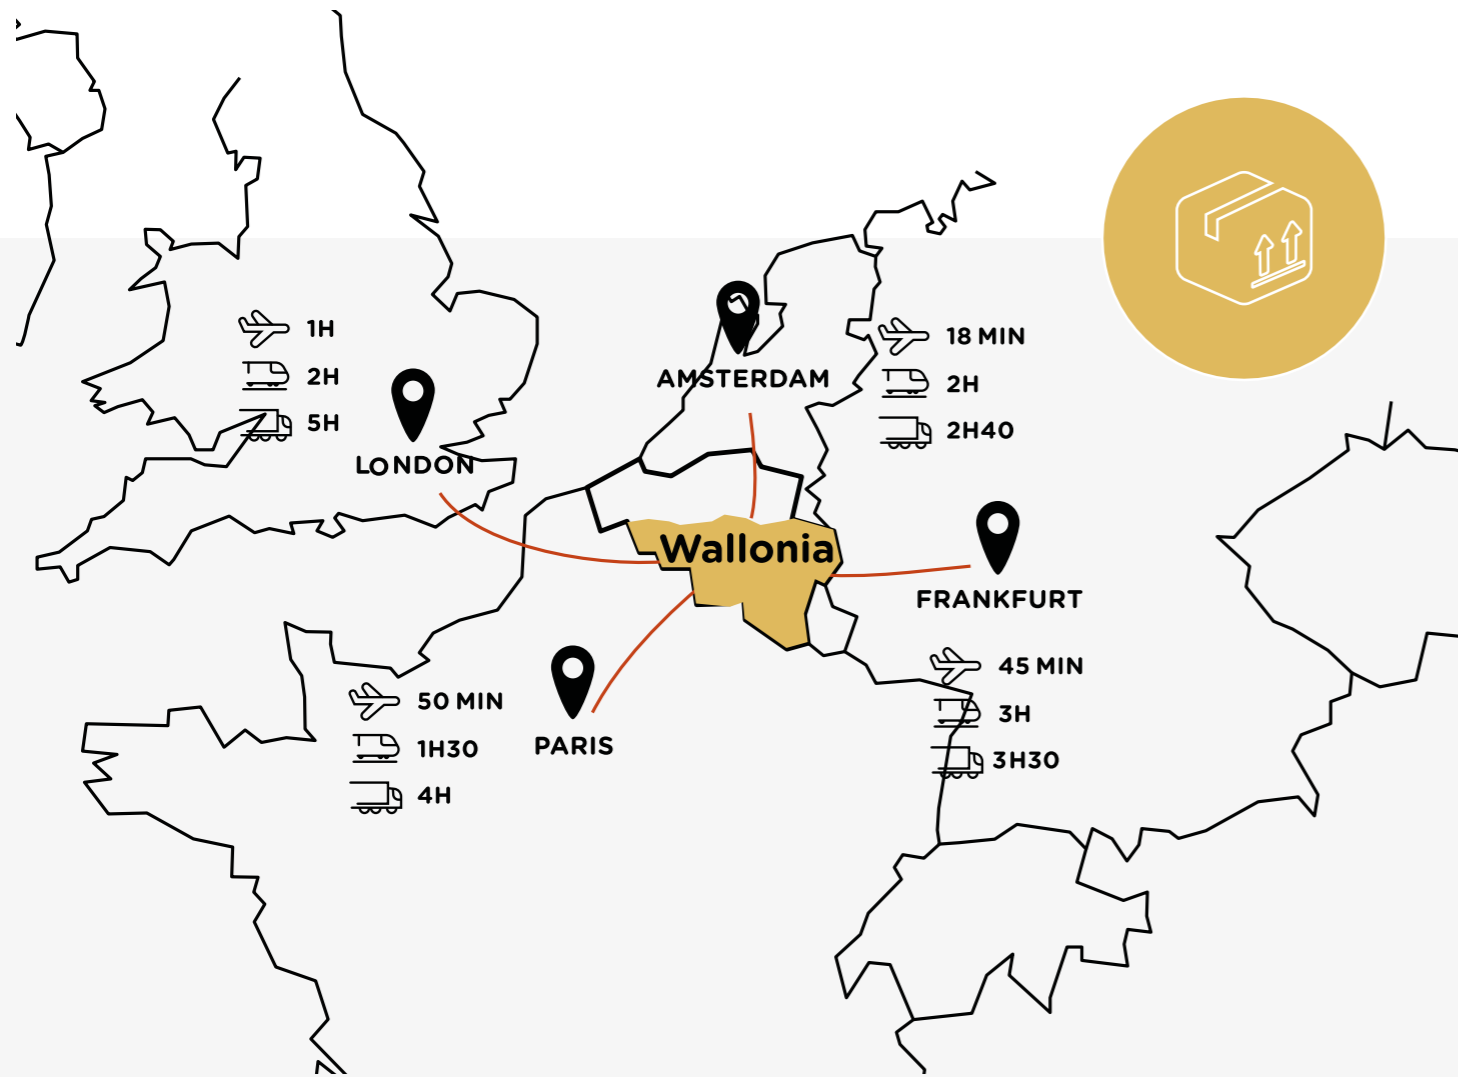 1H
2H
5H
LONDON
AMSTERDAM
18 MIN
2H
2H40
Wallonia
FRANKFURT
45 MIN
3H
3H30
50 MIN
1H30
4H
PARIS